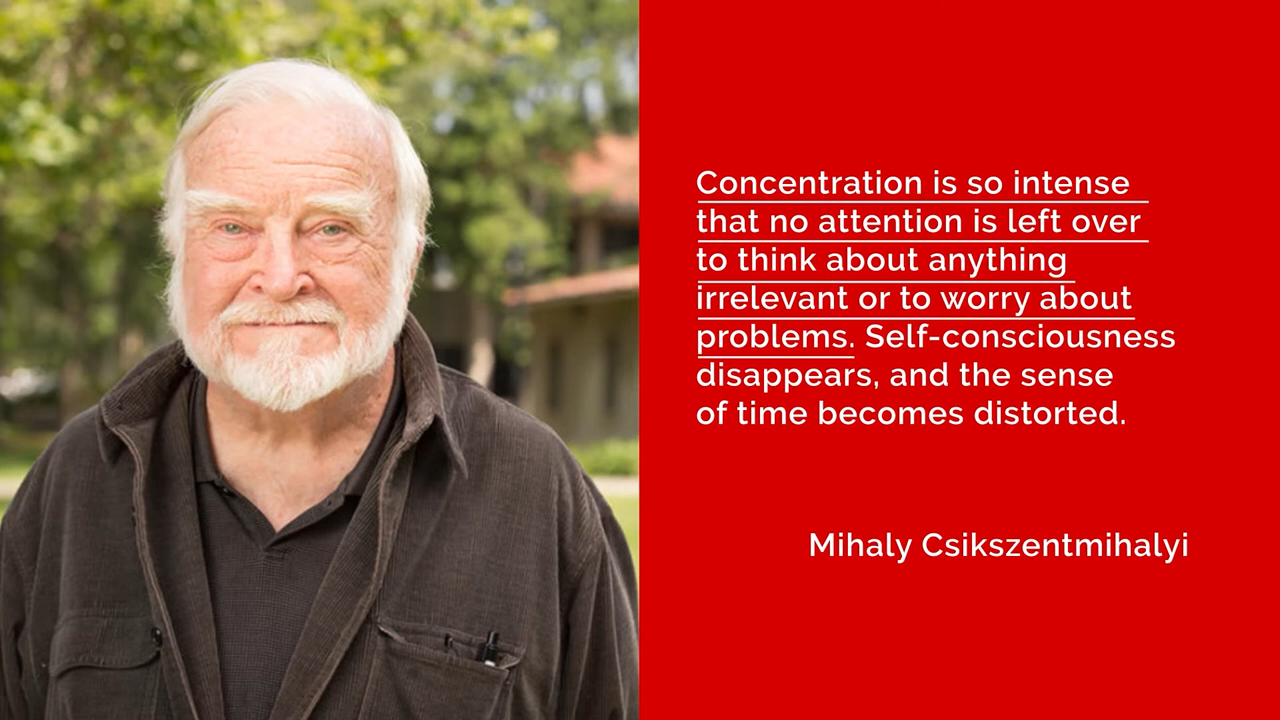 Concentration is so intense
that no attention is left over
to think about anything
irrelevant or to worry about
problems. Self-consciousness
disappears, and the sense
of time becomes distorted.
Mihaly Csikszentmihalyi